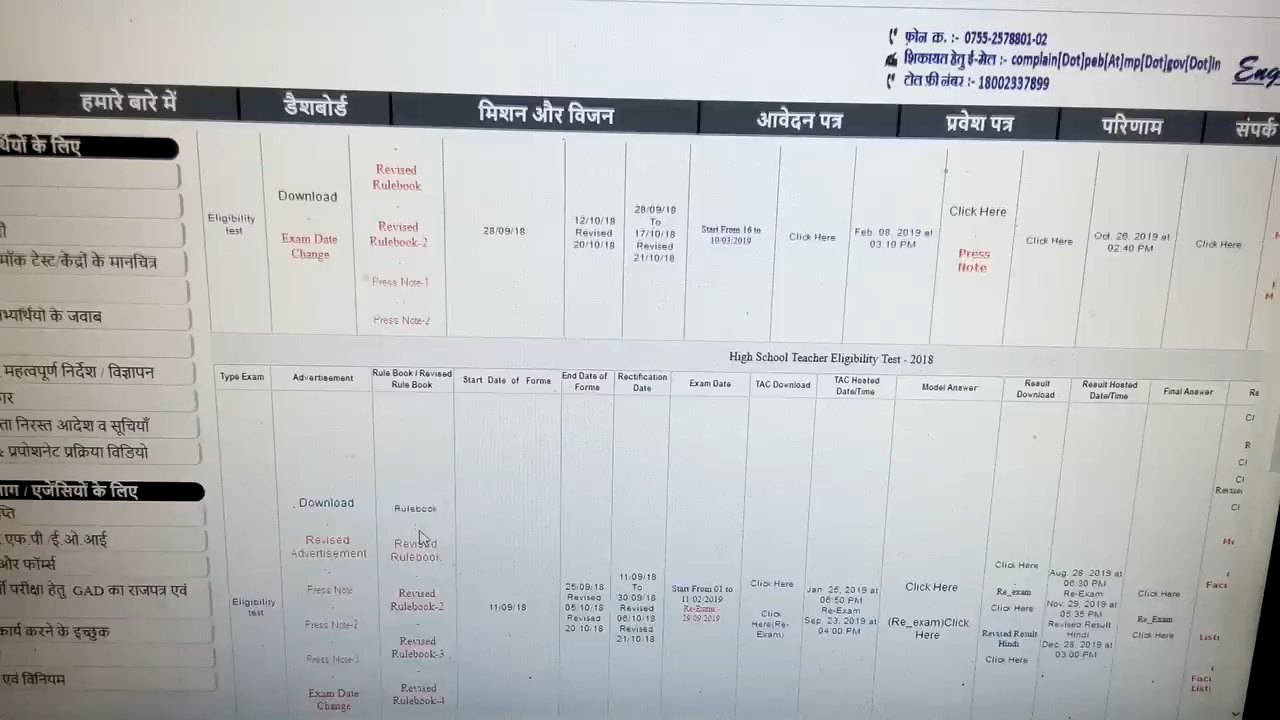 फ़ोन क्र. :- 0755-2578801-02
शिकायत हेतु ई-मेल :- complain[Dot]peb[At]mp[Dot]gov[Dot]in
टोल फ्री नंबर :- 18002337899
हमारे बारे में डैशबोर्ड मिशन और विजन आवेदन पत्र प्रवेश पत्र परिणाम संपर्क
के लिए
मॉक टेस्ट/केंद्रों के मानचित्र
के जवाब
महत्वपूर्ण निर्देश / विज्ञापन
निरस्त आदेश व सूचियाँ
प्रपोशनेट प्रक्रिया विडियो
/ एजेंसियों के लिए
एफ.पी./ई.ओ.आई
और फॉर्म्स
परीक्षा हेतु GAD का राजपत्र एवं
कार्य करने के इच्छुक
एवं विनियम
Eligibility
test
Download
Exam Date
Change
Revised
Rulebook
Revised
Rulebook-2
Press Note-1
Press Note-2
28/09/18
12/10/18
Revised
20/10/18
28/09/18
To
17/10/18
Revised
21/10/18
Start From 16 to
10/03/2019
Click Here
Feb. 08, 2019 at
03:10 PM
Click Here
Press
Note
Click Here
Oct. 26, 2019 at
02:40 PM
Click Here
High School Teacher Eligibility Test - 2018
Type Exam
Advertisement
Rule Book / Revised
Rule Book
Start Date of Forms
End Date of
Forms
Rectification
Date
Exam Date
TAC Download
TAC Hosted
Date/Time
Model Answer
Result
Download
Result Hosted
Date/Time
Final Answer
Eligibility
test
Download
Revised
Advertisement
Press Note
Press Note-2
Press Note-3
Exam Date
Change
Rulebook
Revised
Rulebook
Revised
Rulebook-2
Revised
Rulebook-3
Revised
Rulebook-4
11/09/18
25/09/18
Revised
06/10/18
Revised
20/10/18
11/09/18
To
30/09/18
Revised
06/10/18
Revised
21/10/18
Start From 01 to
11/02/2019
Re-Exam -
29/09/2019
Click Here
Click
Here(Re-
Exam)
Jan. 25, 2019 at
06:50 PM
Re-Exam
Sep. 23, 2019 at
04:00 PM
Click Here
(Re_exam)Click
Here
Click Here
Re_exam
Click Here
Revised Result
Hindi
Click Here
Aug. 28, 2019 at
06:30 PM
Re-Exam
Nov. 29, 2019 at
05:35 PM
Revised Result
Hindi
Dec. 28, 2019 at
03:00 PM
Click Here
Re_Exam
Click Here